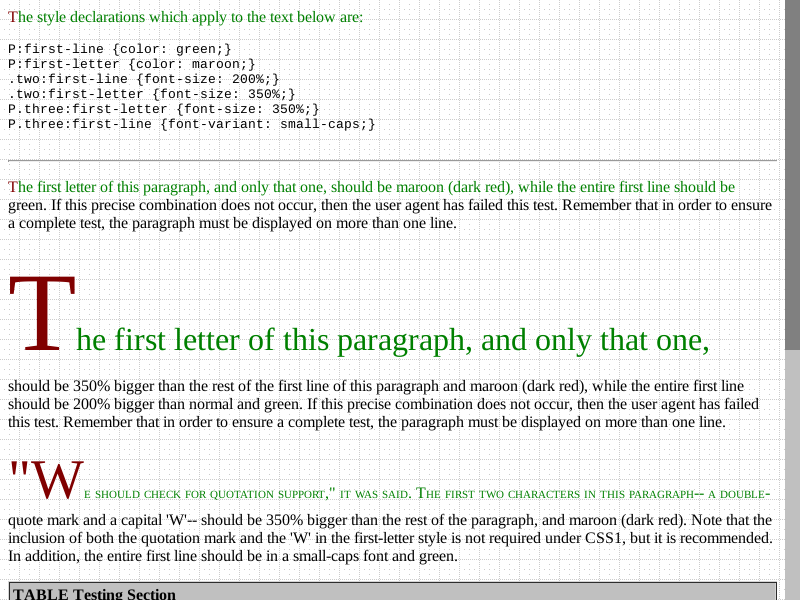 The style declarations which apply to the text below are:
P:first-line {color: green;}
P:first-letter {color: maroon;}
.two:first-line {font-size: 200%;}
.two:first-letter {font-size: 350%;}
P.three:first-letter {font-size: 350%;}
P.three:first-line {font-variant: small-caps;}
The first letter of this paragraph, and only that one, should be maroon (dark red), while the entire first line should be
green. If this precise combination does not occur, then the user agent has failed this test. Remember that in order to ensure
a complete test, the paragraph must be displayed on more than one line.
The first letter of this paragraph, and only that one,
should be 350% bigger than the rest of the first line of this paragraph and maroon (dark red), while the entire first line
should be 200% bigger than normal and green. If this precise combination does not occur, then the user agent has failed
this test. Remember that in order to ensure a complete test, the paragraph must be displayed on more than one line.
"We should check for quotation support," it was said. The first two characters in this paragraph-- a double-
quote mark and a capital 'W'-- should be 350% bigger than the rest of the paragraph, and maroon (dark red). Note that the
inclusion of both the quotation mark and the 'W' in the first-letter style is not required under CSS1, but it is recommended.
In addition, the entire first line should be in a small-caps font and green.
TABLE Testing Section